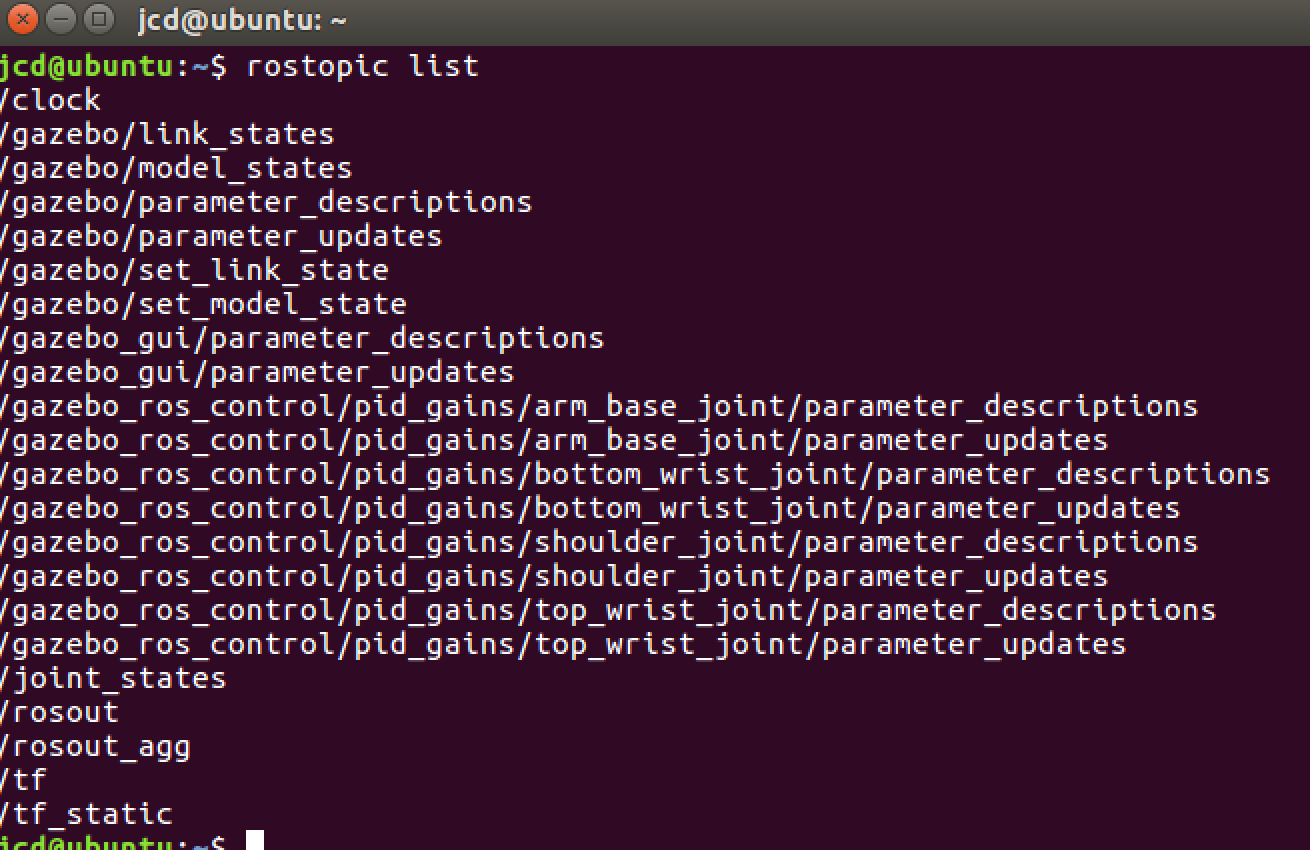 jcd@ubuntu: ~
jcd@ubuntu:~$ rostopic list
/clock
/gazebo/link_states
/gazebo/model_states
/gazebo/parameter_descriptions
/gazebo/parameter_updates
/gazebo/set_link_state
/gazebo/set_model_state
/gazebo_gui/parameter_descriptions
/gazebo_gui/parameter_updates
/gazebo_ros_control/pid_gains/arm_base_joint/parameter_descriptions
/gazebo_ros_control/pid_gains/arm_base_joint/parameter_updates
/gazebo_ros_control/pid_gains/bottom_wrist_joint/parameter_descriptions
/gazebo_ros_control/pid_gains/bottom_wrist_joint/parameter_updates
/gazebo_ros_control/pid_gains/shoulder_joint/parameter_descriptions
/gazebo_ros_control/pid_gains/shoulder_joint/parameter_updates
/gazebo_ros_control/pid_gains/top_wrist_joint/parameter_descriptions
/gazebo_ros_control/pid_gains/top_wrist_joint/parameter_updates
/joint_states
/rosout
/rosout_agg
/tf
/tf_static
jcd@ubuntu:~$